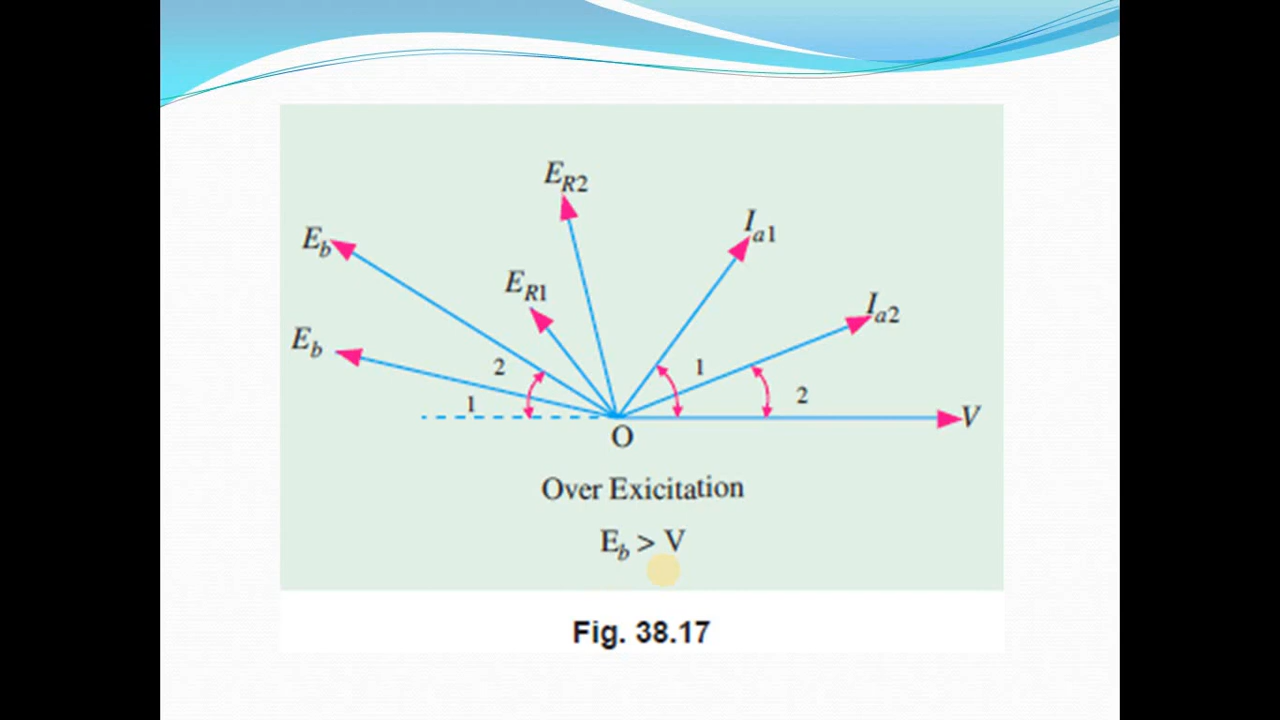 E_R2
I_a1
E_b
E_R1
I_a2
E_b
2
1
1
2
V
O
Over Exicitation
E_b > V
Fig. 38.17